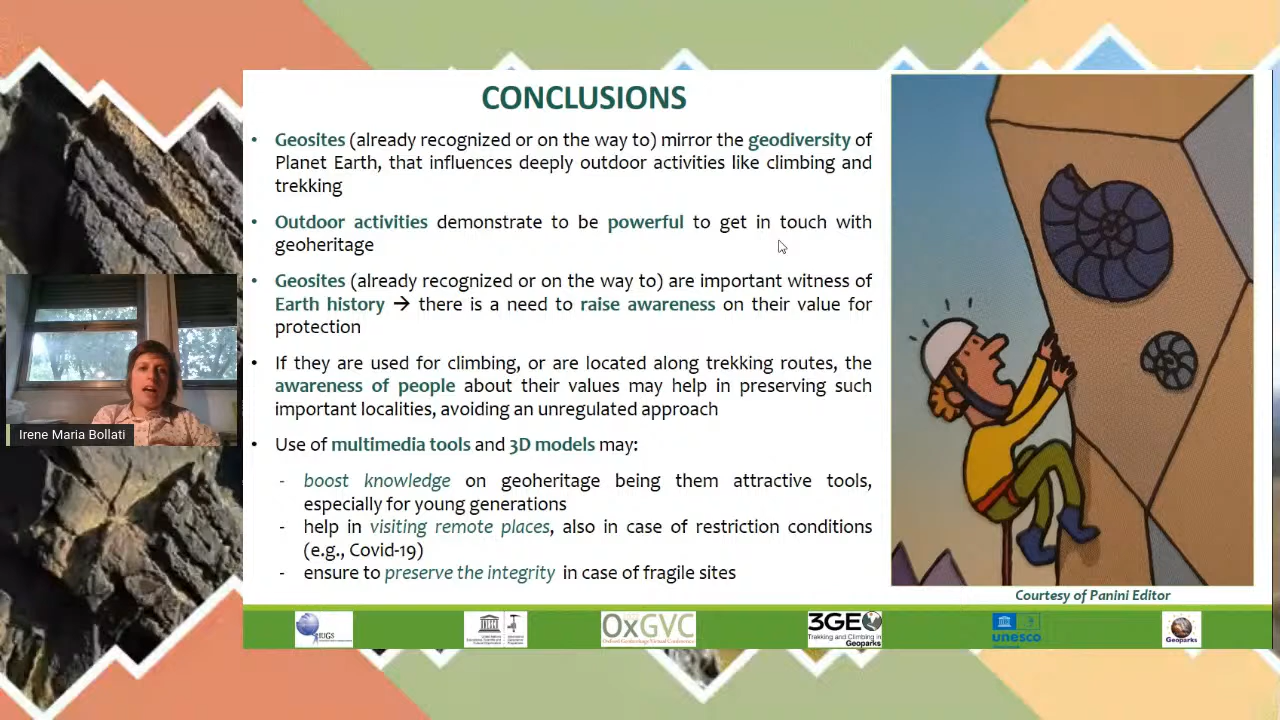 CONCLUSIONS
• Geosites (already recognized or on the way to) mirror the geodiversity of
Planet Earth, that influences deeply outdoor activities like climbing and
trekking
• Outdoor activities demonstrate to be powerful to get in touch with
geoheritage
• Geosites (already recognized or on the way to) are important witness of
Earth history → there is a need to raise awareness on their value for
protection
• If they are used for climbing, or are located along trekking routes, the
awareness of people about their values may help in preserving such
important localities, avoiding an unregulated approach
• Use of multimedia tools and 3D models may:
- boost knowledge on geoheritage being them attractive tools,
especially for young generations
- help in visiting remote places, also in case of restriction conditions
(e.g., Covid-19)
- ensure to preserve the integrity in case of fragile sites
Courtesy of Panini Editor
Irene Maria Bollati
IUGS
OxGVC
Oxford Geoheritage Virtual Conference
3GEO
Trekking and Climbing in
Geoparks
unesco
Geoparks